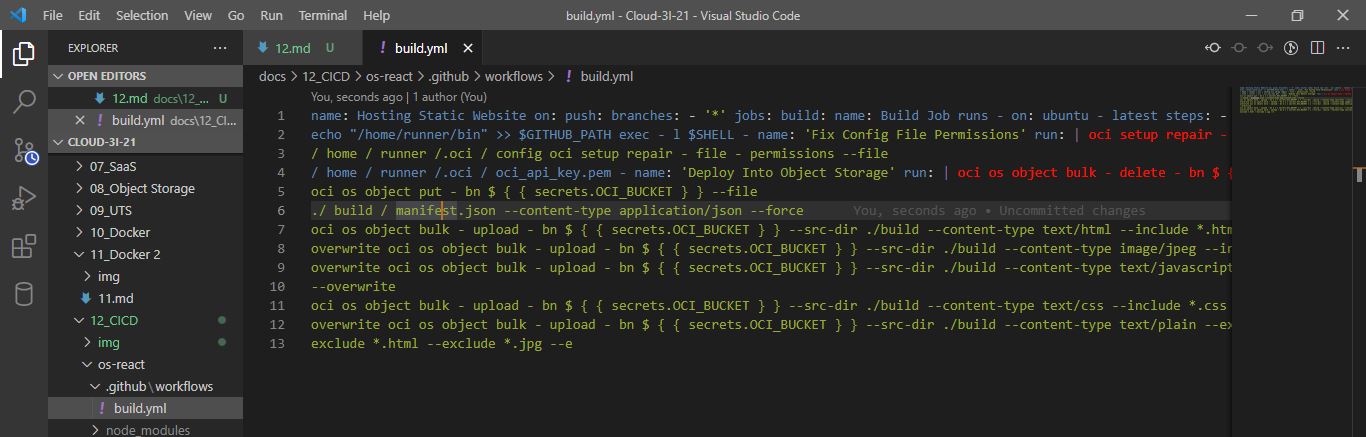 File Edit Selection View Go Run Terminal Help build.yml - Cloud-3I-21 - Visual Studio Code
EXPLORER
OPEN EDITORS
12.md docs\12_... U
build.yml docs\12_CI...
CLOUD-3I-21
07_SaaS
08_Object Storage
09_UTS
10_Docker
11_Docker 2
img
11.md
12_CICD
img
os-react
.github\workflows
build.yml
node_modules
12.md U
build.yml
docs > 12_CICD > os-react > .github > workflows > build.yml
You, seconds ago | 1 author (You)
1 name: Hosting Static Website on: push: branches: - '*' jobs: build: name: Build Job runs - on: ubuntu - latest steps: -
2 echo "/home/runner/bin" >> $GITHUB_PATH exec - l $SHELL - name: 'Fix Config File Permissions' run: | oci setup repair -
3 / home / runner /.oci / config oci setup repair - file - permissions --file
4 / home / runner /.oci / oci_api_key.pem - name: 'Deploy Into Object Storage' run: | oci os object bulk - delete - bn $ {
5 oci os object put - bn $ { { secrets.OCI_BUCKET } } --file
6 ./ build / manifest.json --content-type application/json --force You, seconds ago • Uncommitted changes
7 oci os object bulk - upload - bn $ { { secrets.OCI_BUCKET } } --src-dir ./build --content-type text/html --include *.htm
8 overwrite oci os object bulk - upload - bn $ { { secrets.OCI_BUCKET } } --src-dir ./build --content-type image/jpeg --in
9 overwrite oci os object bulk - upload - bn $ { { secrets.OCI_BUCKET } } --src-dir ./build --content-type text/javascript
10 --overwrite
11 oci os object bulk - upload - bn $ { { secrets.OCI_BUCKET } } --src-dir ./build --content-type text/css --include *.css
12 overwrite oci os object bulk - upload - bn $ { { secrets.OCI_BUCKET } } --src-dir ./build --content-type text/plain --ex
13 exclude *.html --exclude *.jpg --e